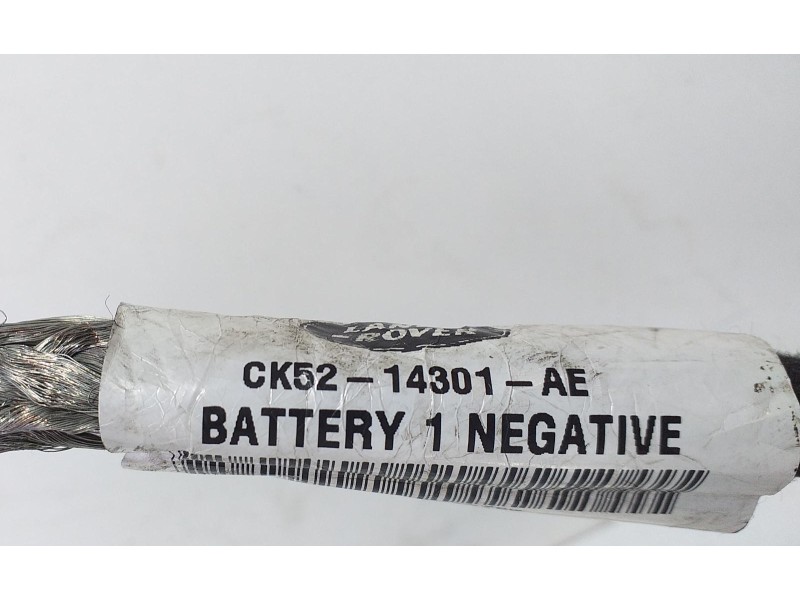 LAND
ROVER
CK52-14301-AE
BATTERY 1 NEGATIVE